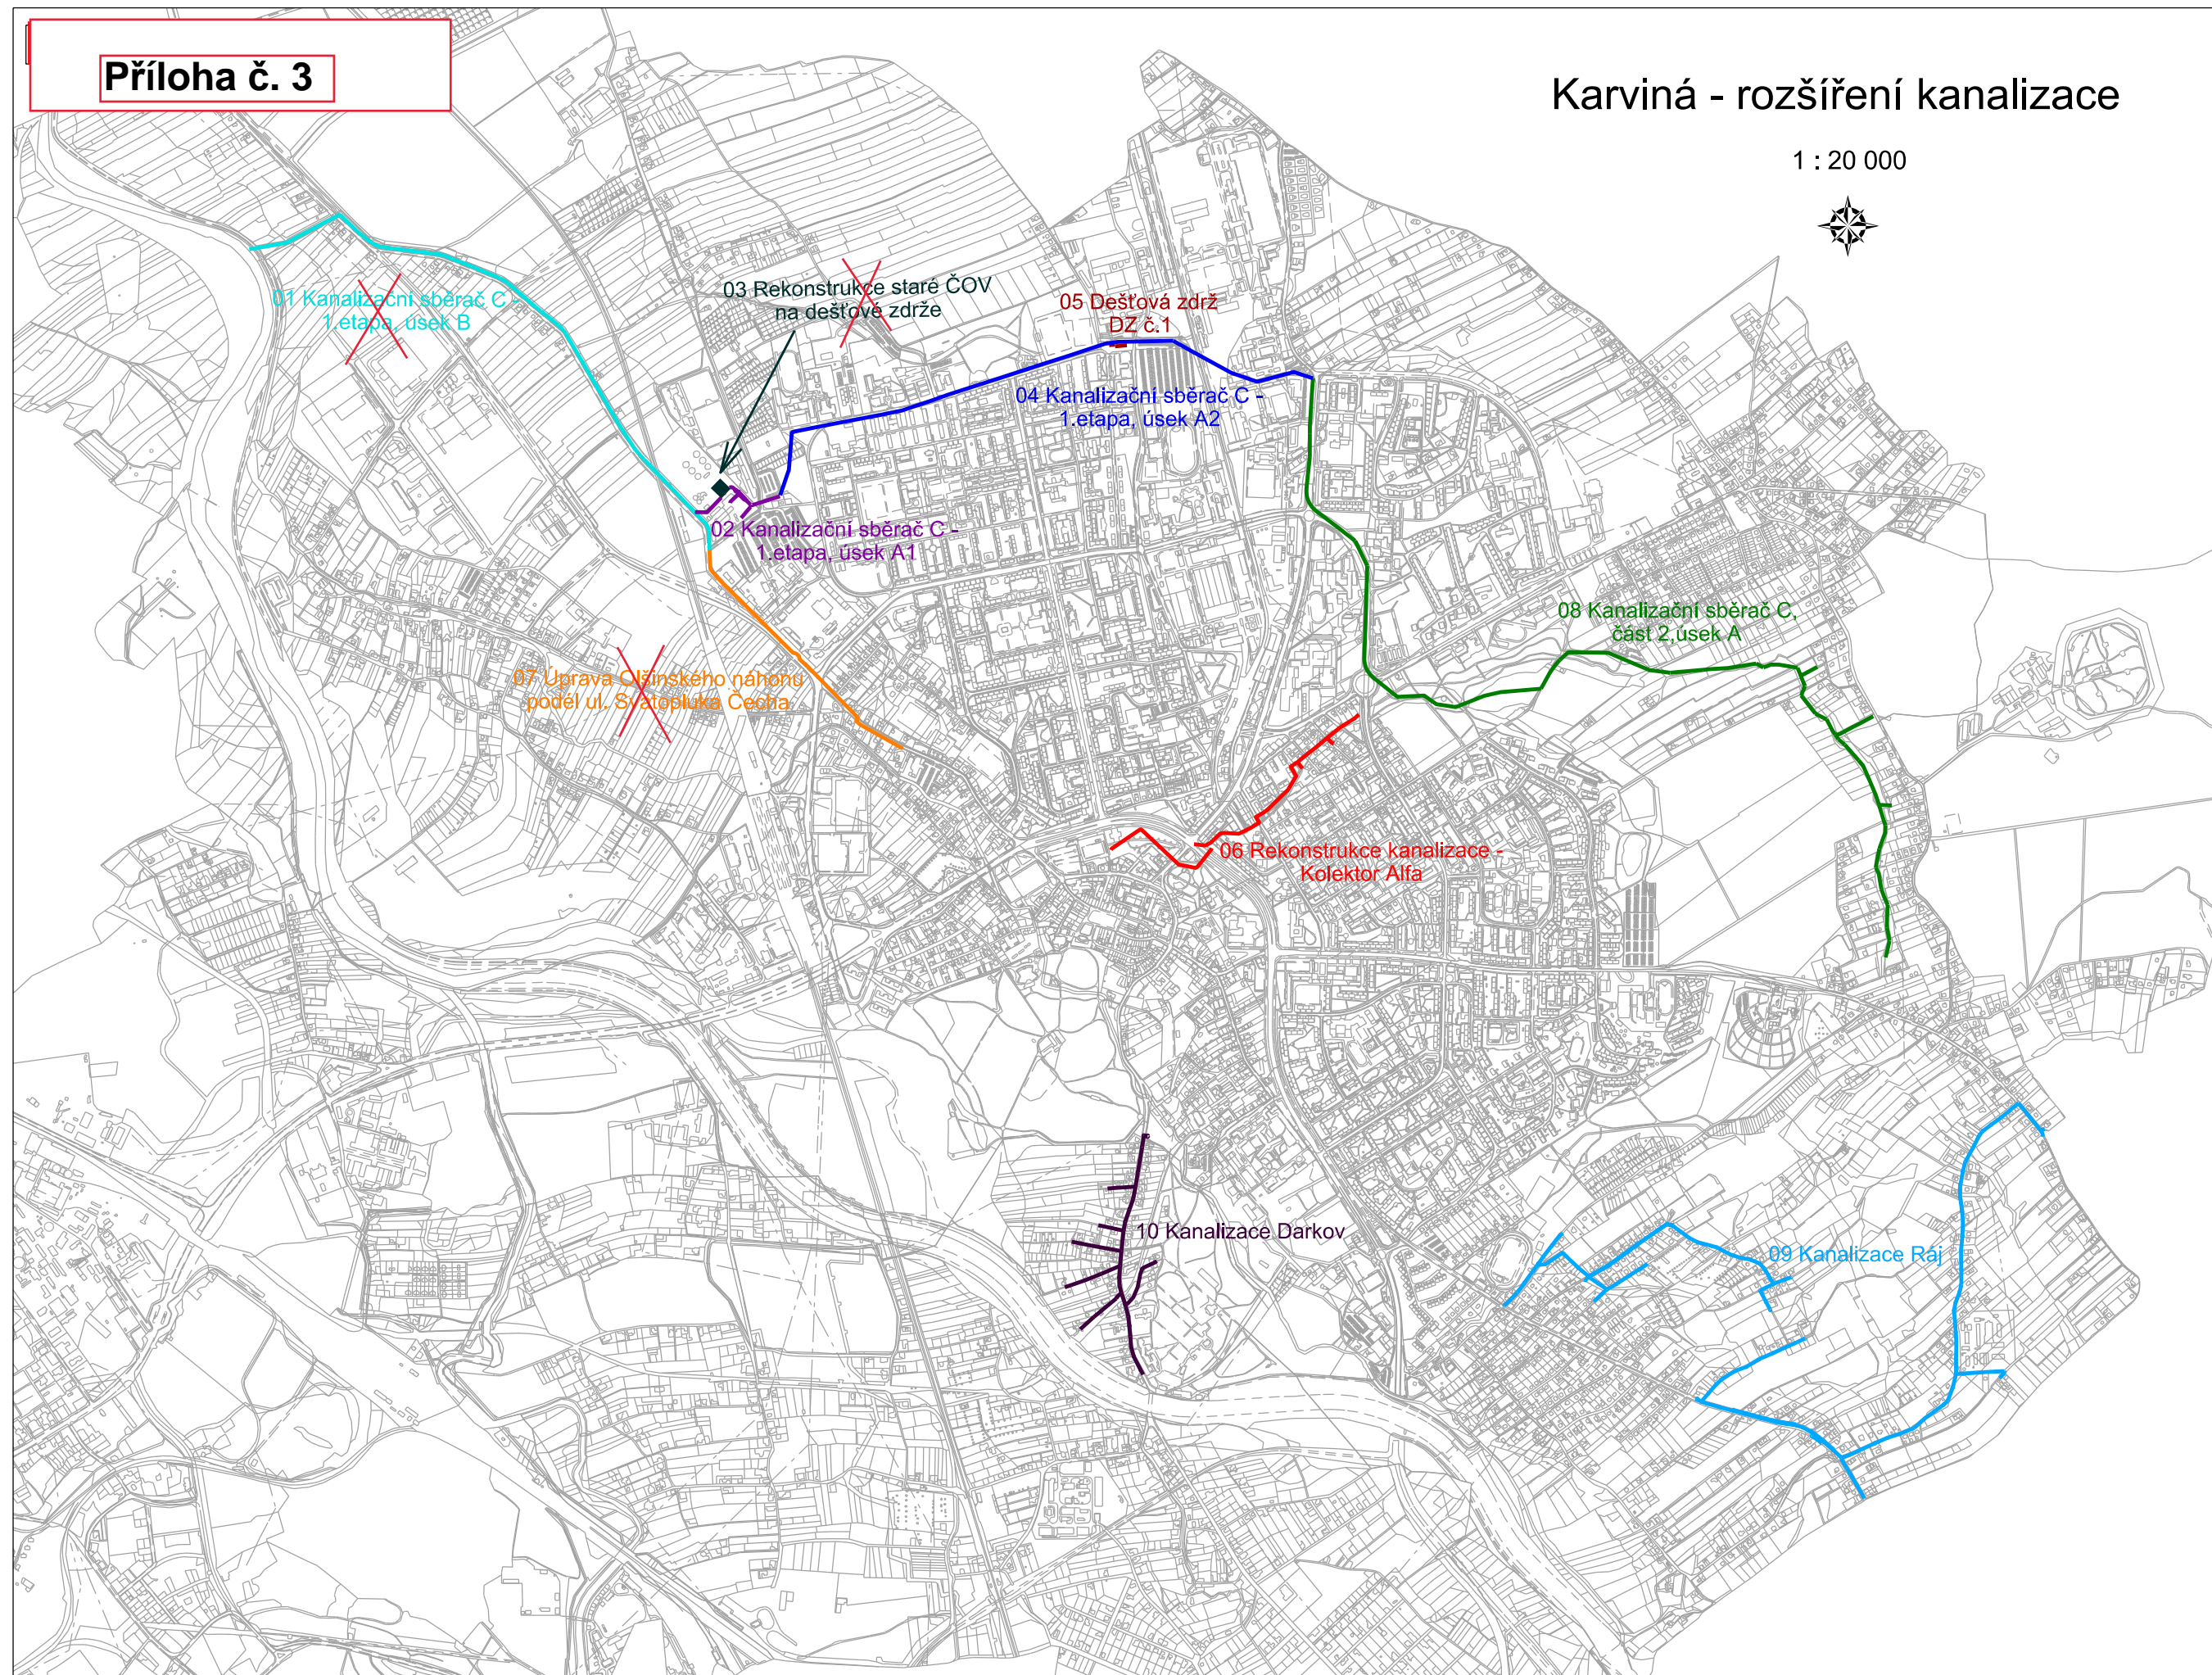 Příloha č. 3
Karviná - rozšíření kanalizace
1 : 20 000
01 Kanalizační sběrač C -
1.etapa, úsek B
03 Rekonstrukce staré ČOV
na dešťové zdrže
05 Dešťová zdrž
DZ č.1
04 Kanalizační sběrač C -
1.etapa, úsek A2
02 Kanalizační sběrač C -
1.etapa, úsek A1
08 Kanalizační sběrač C,
část 2,úsek A
07 Úprava Olšinského náhonu
podél ul. Svatopluka Čecha
06 Rekonstrukce kanalizace -
Kolektor Alfa
10 Kanalizace Darkov
09 Kanalizace Ráj